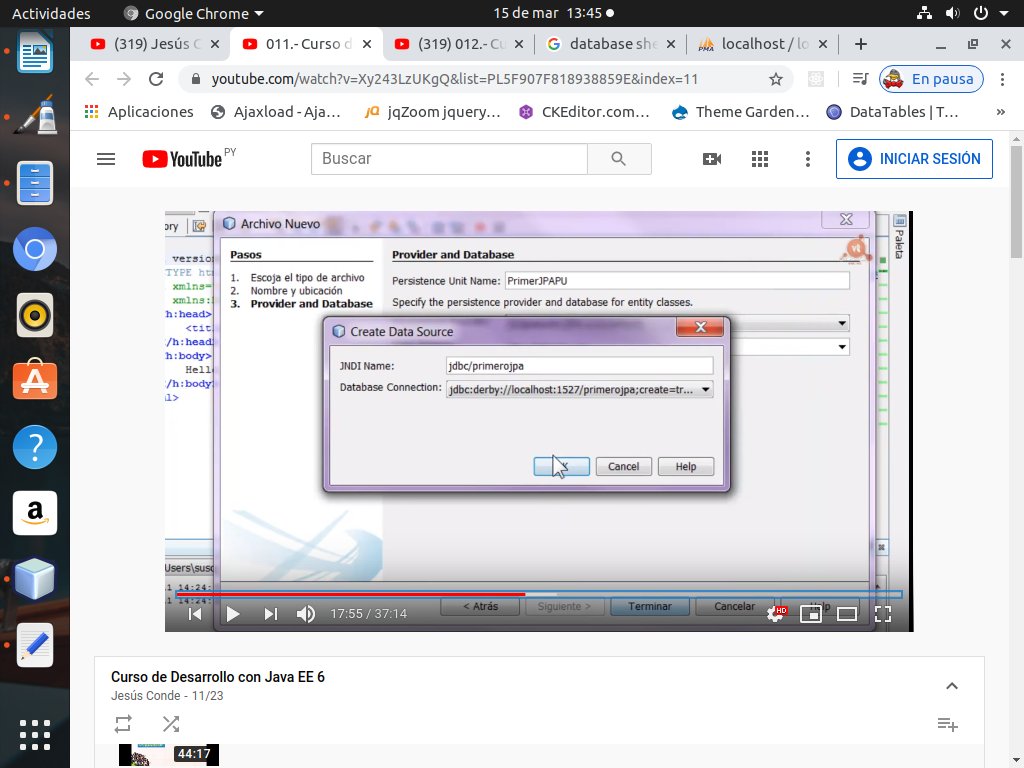 Actividades
Google Chrome
15 de mar 13:45
(319) Jesús C
011.- Curso d
(319) 012.- Cu
database she
localhost / lo
youtube.com/watch?v=Xy243LzUKgQ&list=PL5F907F818938859E&index=11
En pausa
Aplicaciones
Ajaxload - Aja...
jqZoom jquery...
CKEditor.com...
Theme Garden...
DataTables | T...
»
YouTube PY
Buscar
INICIAR SESIÓN
ory
Archivo Nuevo
Paleta
Pasos
1. Escoja el tipo de archivo
2. Nombre y ubicación
3. Provider and Database
Provider and Database
Persistence Unit Name: PrimerJPAPU
Specify the persistence provider and database for entity classes.
version
TYPE ht
xmlns=
xmlns:
h:head>
<tit
/h:head
h:body>
Hell
/h:body
l>
Create Data Source
JNDI Name: jdbc/primerojpa
Database Connection: jdbc:derby://localhost:1527/primerojpa;create=tr...
Cancel
Help
Users\susc
14:24:
14:24:
< Atrás
Siguiente >
Terminar
Cancelar
Help
17:55 / 37:14
HD
Curso de Desarrollo con Java EE 6
Jesús Conde - 11/23
44:17